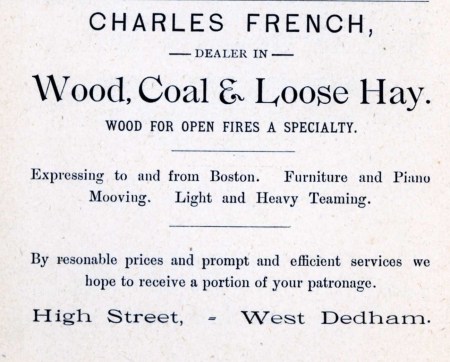 CHARLES FRENCH,
— DEALER IN —
Wood, Coal & Loose Hay.
WOOD FOR OPEN FIRES A SPECIALTY.
Expressing to and from Boston. Furniture and Piano
Mooving. Light and Heavy Teaming.
By resonable prices and prompt and efficient services we
hope to receive a portion of your patronage.
High Street, - West Dedham.